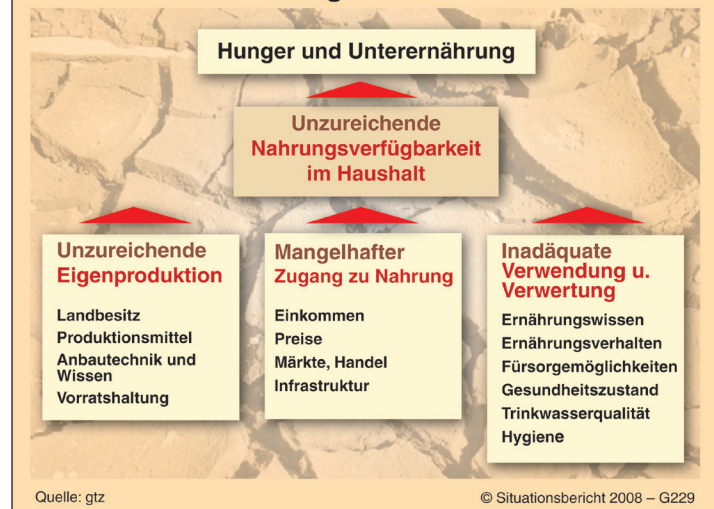 Hunger und Unterernährung
Unzureichende
Nahrungsverfügbarkeit
im Haushalt
Unzureichende
Eigenproduktion
Landbesitz
Produktionsmittel
Anbautechnik und
Wissen
Vorratshaltung
Mangelhafter
Zugang zu Nahrung
Einkommen
Preise
Märkte, Handel
Infrastruktur
Inadäquate
Verwendung u.
Verwertung
Ernährungswissen
Ernährungsverhalten
Fürsorgemöglichkeiten
Gesundheitszustand
Trinkwasserqualität
Hygiene
Quelle: gtz
© Situationsbericht 2008 – G229